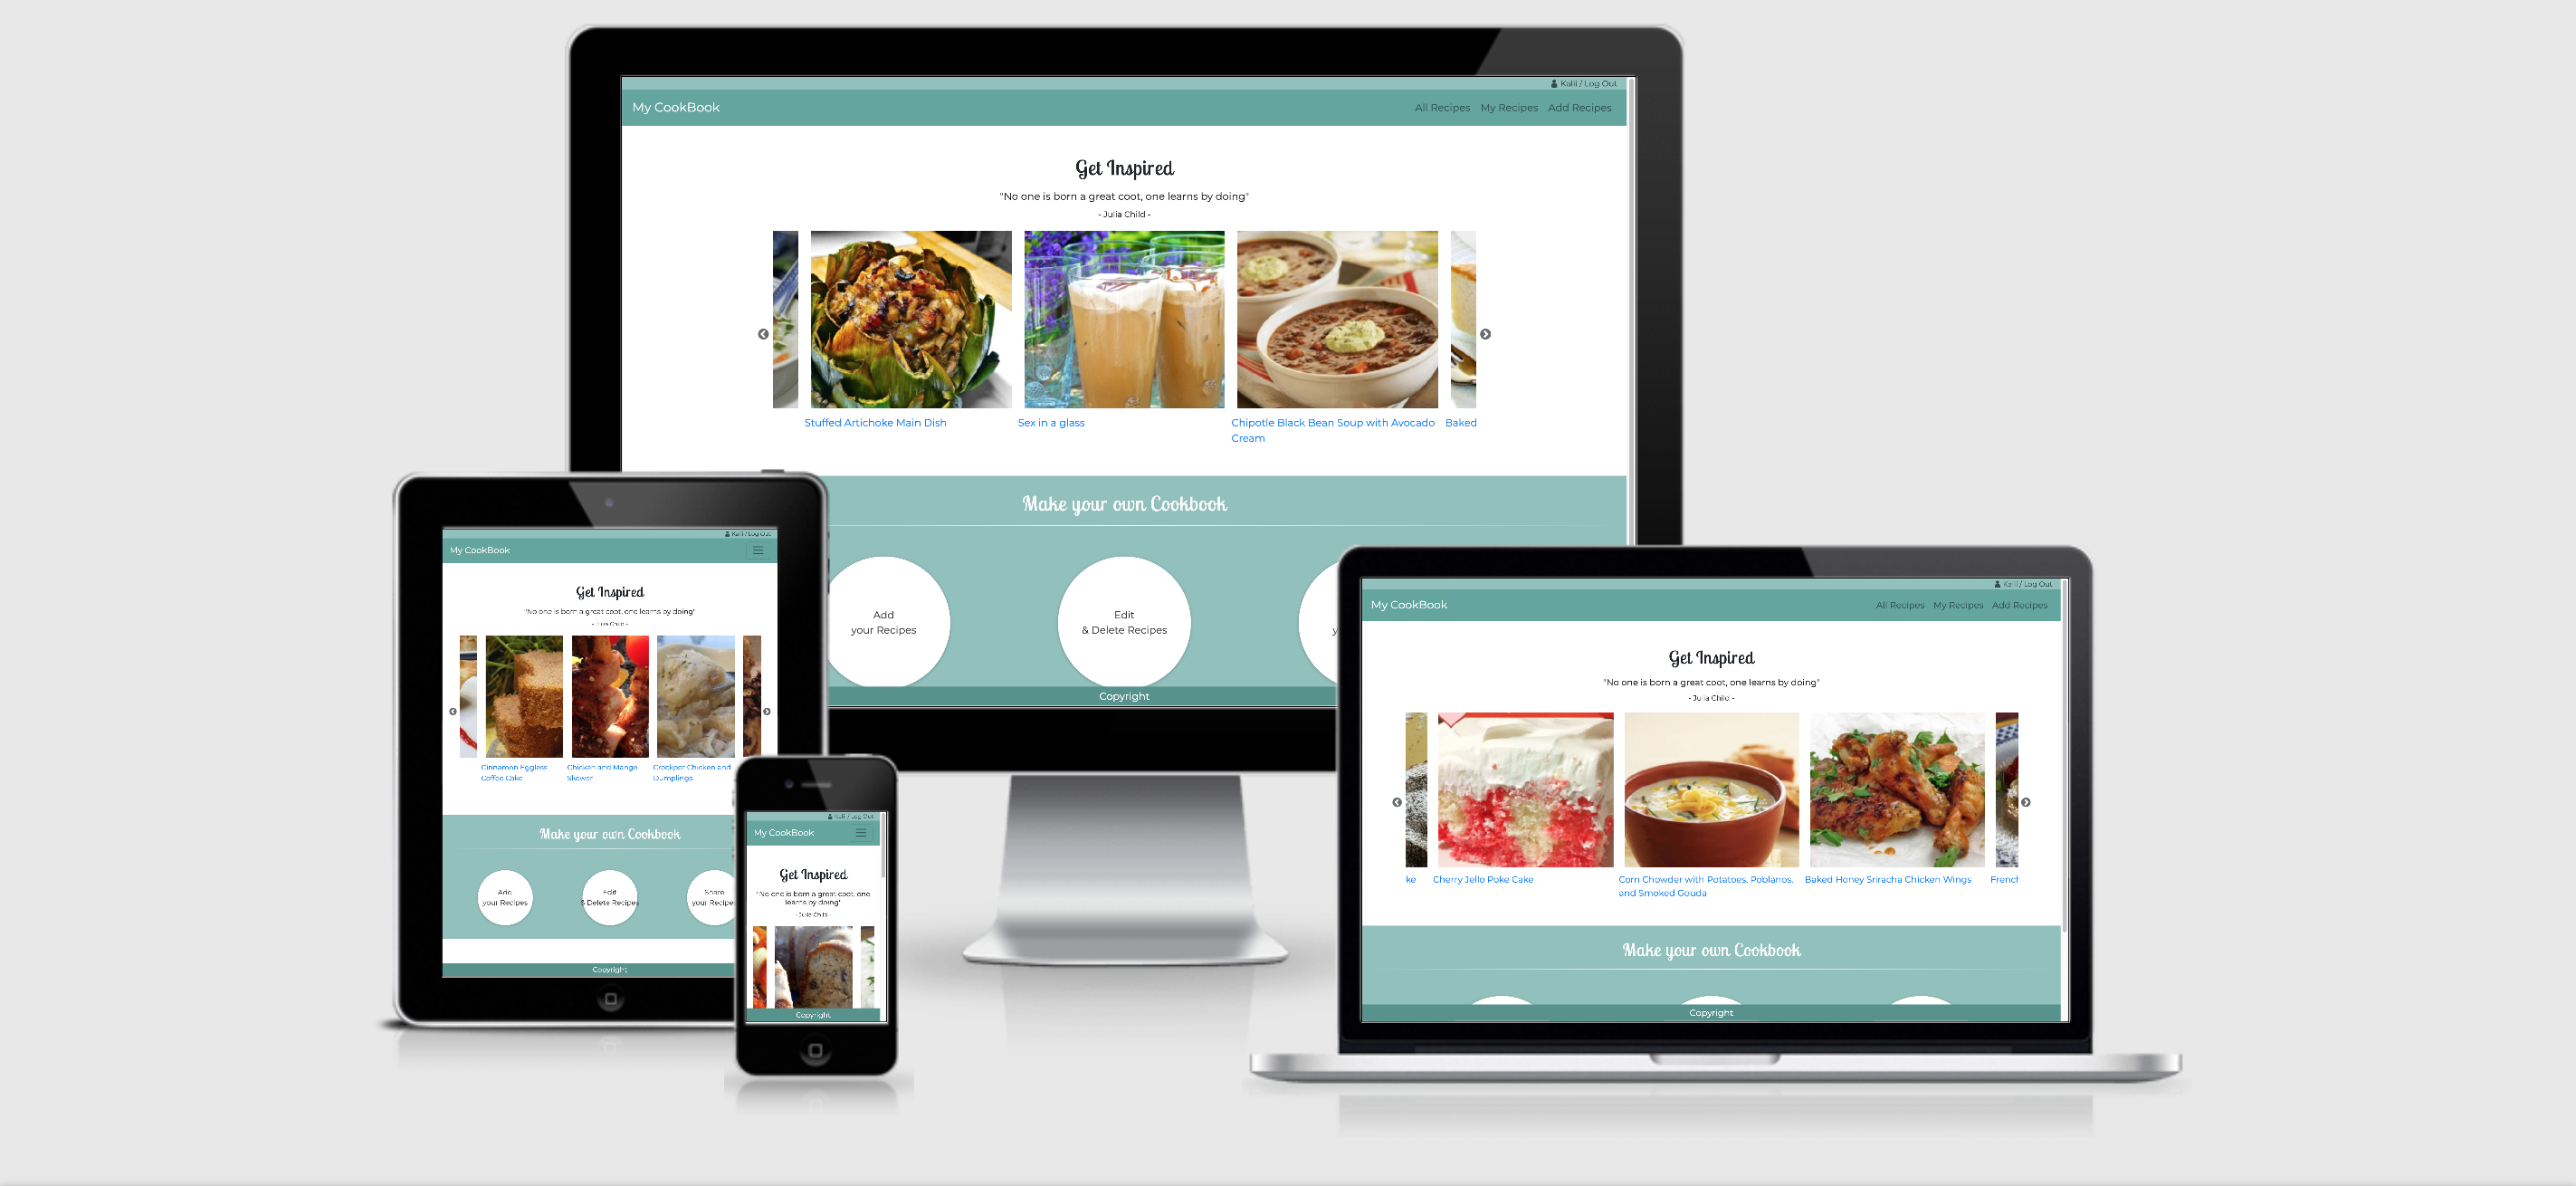 Kalii / Log Out
My CookBook
All Recipes My Recipes Add Recipes
Get Inspired
"No one is born a great coot, one learns by doing"
- Julia Child -
Stuffed Artichoke Main Dish
Sex in a glass
Chipotle Black Bean Soup with Avocado
Cream
Baked
Make your own Cookbook
Add
your Recipes
Edit
& Delete Recipes
y
Copyright
Kalii / Log Out
My CookBook
Get Inspired
"No one is born a great coot, one learns by doing"
- Julia Child -
Cinnamon Eggless
Coffee Cake
Chicken and Mango
Skewer
Crockpot Chicken and
Dumplings
Make your own Cookbook
Add
your Recipes
Edit
& Delete Recipes
Share
your Recipe
Copyright
Kalii / Log Out
My CookBook
Get Inspired
"No one is born a great coot, one
learns by doing"
- Julia Child -
Copyright
Kalii / Log Out
My CookBook
All Recipes My Recipes Add Recipes
Get Inspired
"No one is born a great coot, one learns by doing"
- Julia Child -
ke
Cherry Jello Poke Cake
Corn Chowder with Potatoes, Poblanos,
and Smoked Gouda
Baked Honey Sriracha Chicken Wings
French
Make your own Cookbook
Copyright